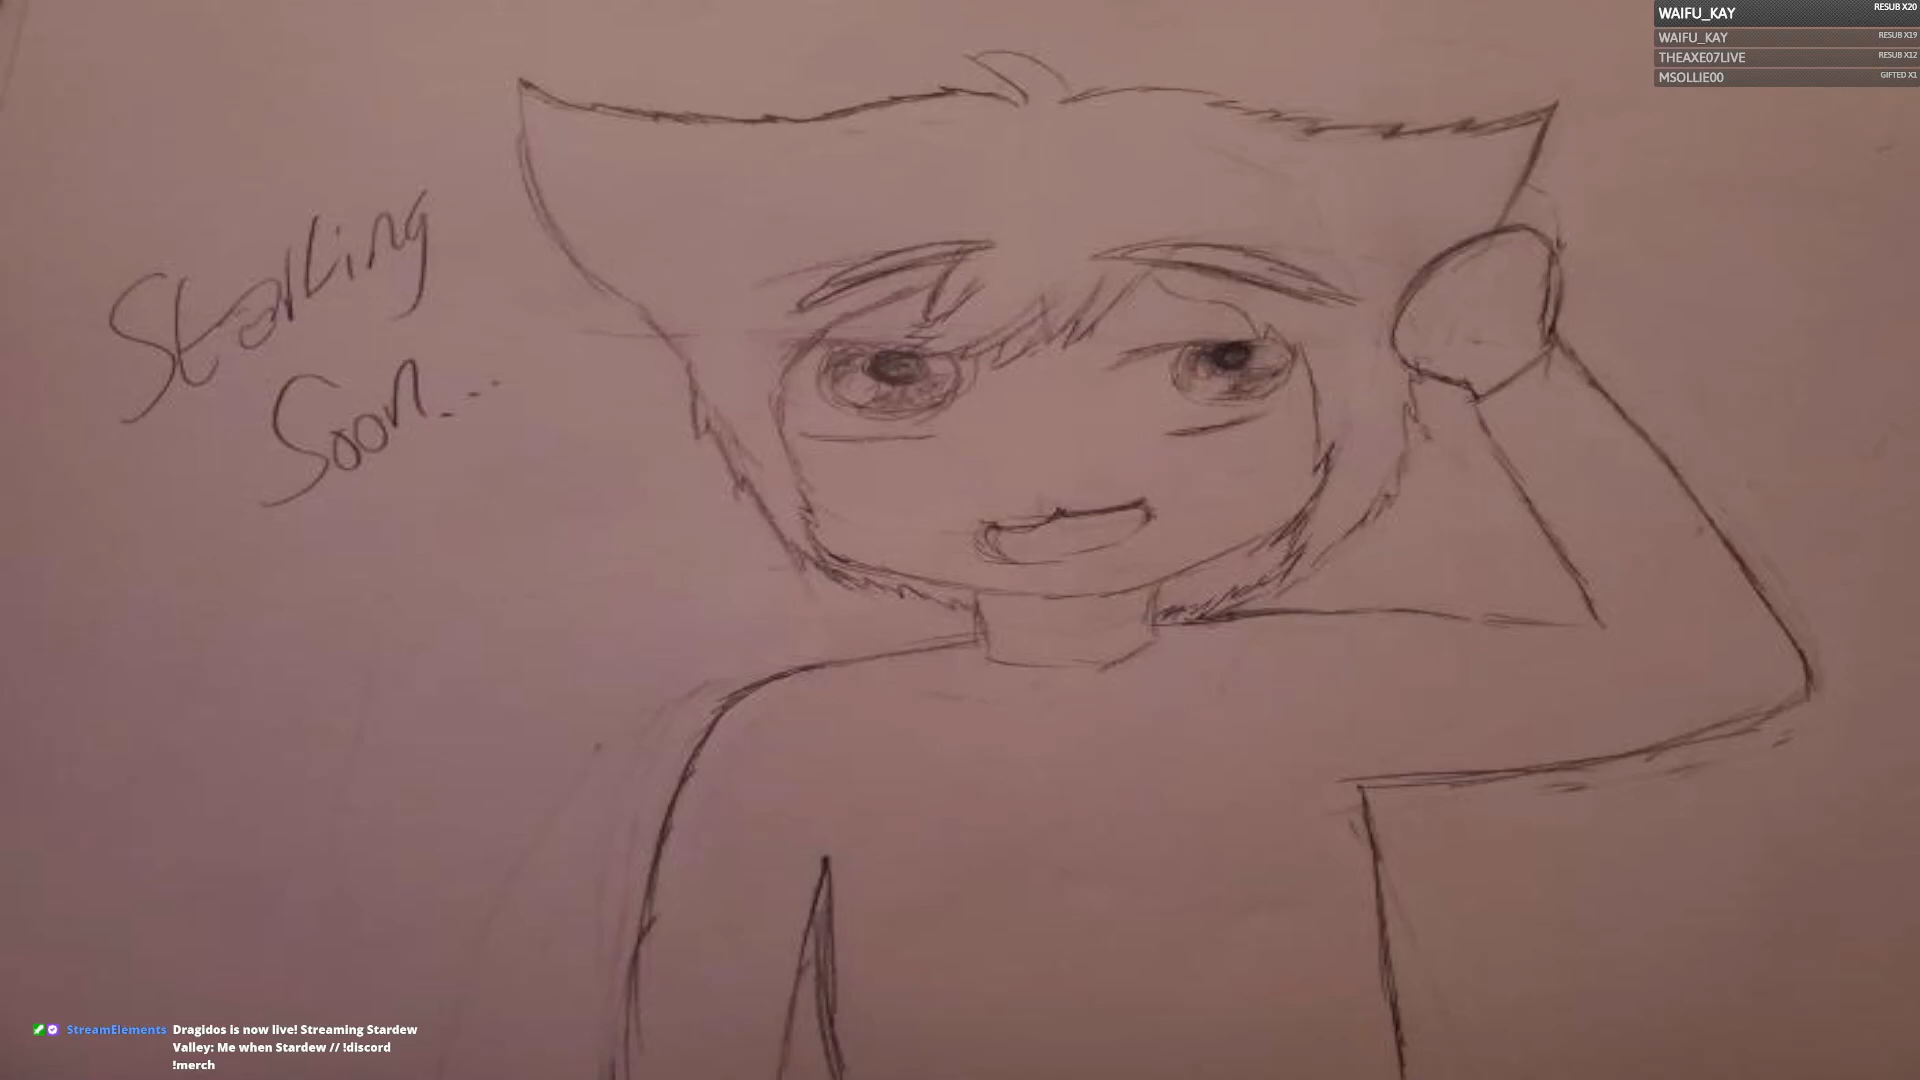 WAIFU_KAY RESUB X20
WAIFU_KAY RESUB X19
THEAXE07LIVE RESUB X12
MSOLLIE00 GIFTED X1
Starting
Soon...
StreamElements Dragidos is now live! Streaming Stardew
Valley: Me when Stardew // !discord
!merch